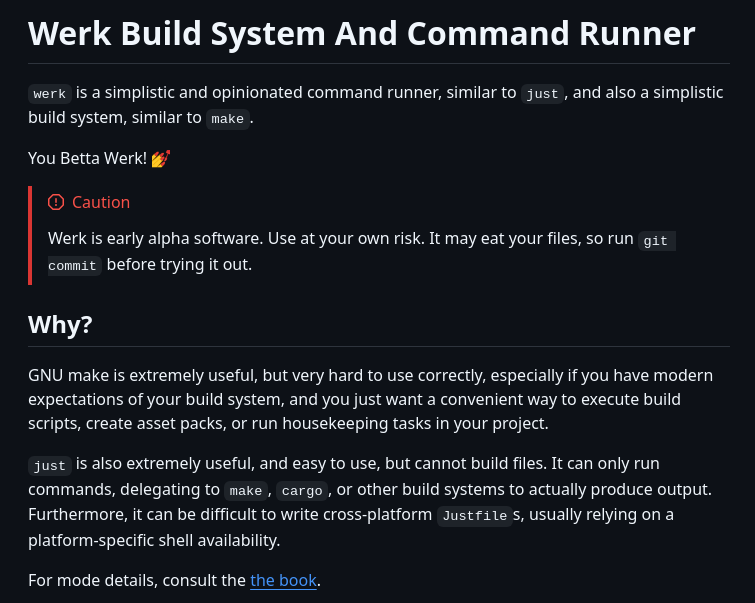 Werk Build System And Command Runner
werk is a simplistic and opinionated command runner, similar to just, and also a simplistic
build system, similar to make.
You Betta Werk! 💅
Caution
Werk is early alpha software. Use at your own risk. It may eat your files, so run git
commit before trying it out.
Why?
GNU make is extremely useful, but very hard to use correctly, especially if you have modern
expectations of your build system, and you just want a convenient way to execute build
scripts, create asset packs, or run housekeeping tasks in your project.
just is also extremely useful, and easy to use, but cannot build files. It can only run
commands, delegating to make, cargo, or other build systems to actually produce output.
Furthermore, it can be difficult to write cross-platform Justfiles, usually relying on a
platform-specific shell availability.
For mode details, consult the the book.